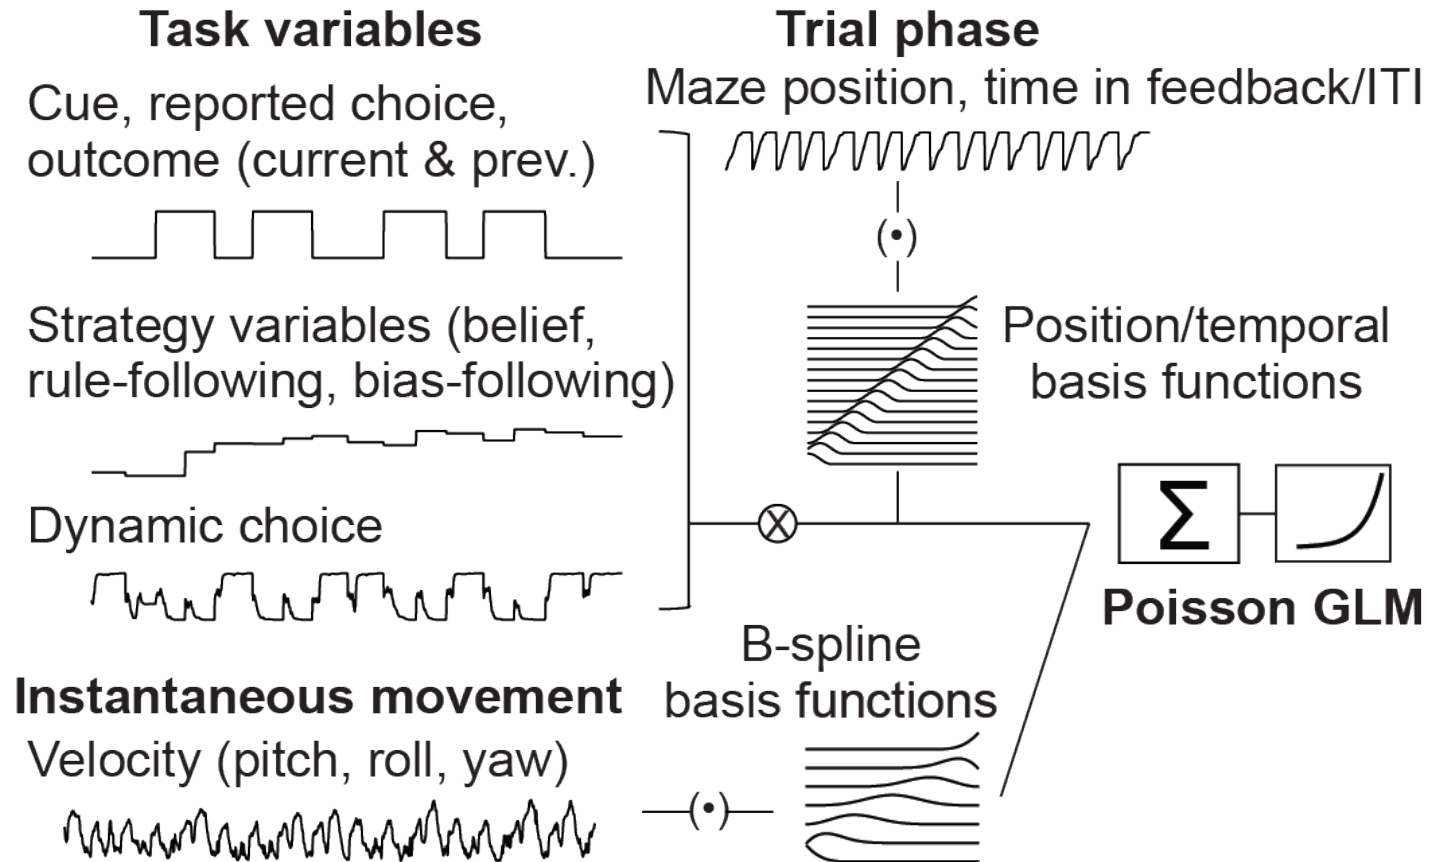 Task variables
Cue, reported choice,
outcome (current & prev.)
Strategy variables (belief,
rule-following, bias-following)
Dynamic choice
Instantaneous movement
Velocity (pitch, roll, yaw)
Trial phase
Maze position, time in feedback/ITI
(•)
Position/temporal
basis functions
X
B-spline
basis functions
(•)
Σ
Poisson GLM